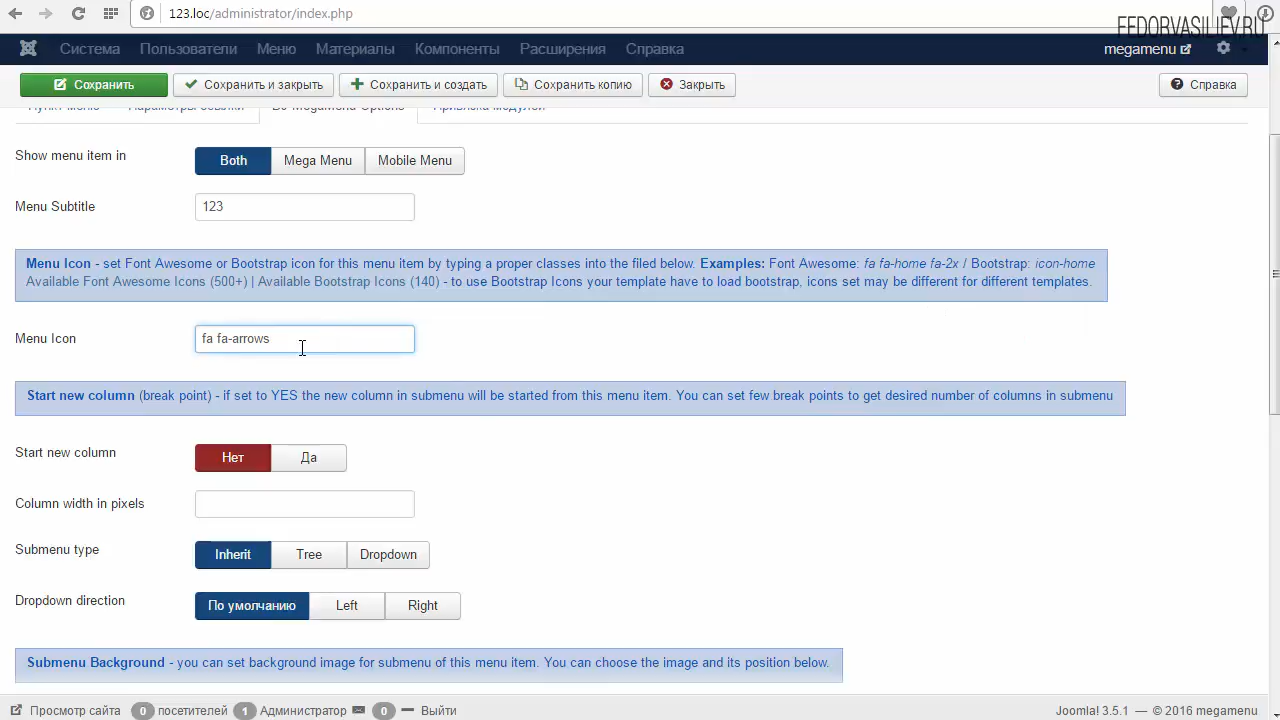 123.loc/administrator/index.php
FEDORVASILIEV.RU
Система Пользователи Меню Материалы Компоненты Расширения Справка megamenu
Сохранить Сохранить и закрыть Сохранить и создать Сохранить копию Закрыть Справка
Show menu item in Both Mega Menu Mobile Menu
Menu Subtitle 123
Menu Icon - set Font Awesome or Bootstrap icon for this menu item by typing a proper classes into the filed below. Examples: Font Awesome: fa fa-home fa-2x / Bootstrap: icon-home
Available Font Awesome Icons (500+) | Available Bootstrap Icons (140) - to use Bootstrap Icons your template have to load bootstrap, icons set may be different for different templates.
Menu Icon fa fa-arrows
Start new column (break point) - if set to YES the new column in submenu will be started from this menu item. You can set few break points to get desired number of columns in submenu
Start new column Нет Да
Column width in pixels
Submenu type Inherit Tree Dropdown
Dropdown direction По умолчанию Left Right
Submenu Background - you can set background image for submenu of this menu item. You can choose the image and its position below.
Просмотр сайта 0 посетителей 1 Администратор 0 Выйти Joomla! 3.5.1 — © 2016 megamenu